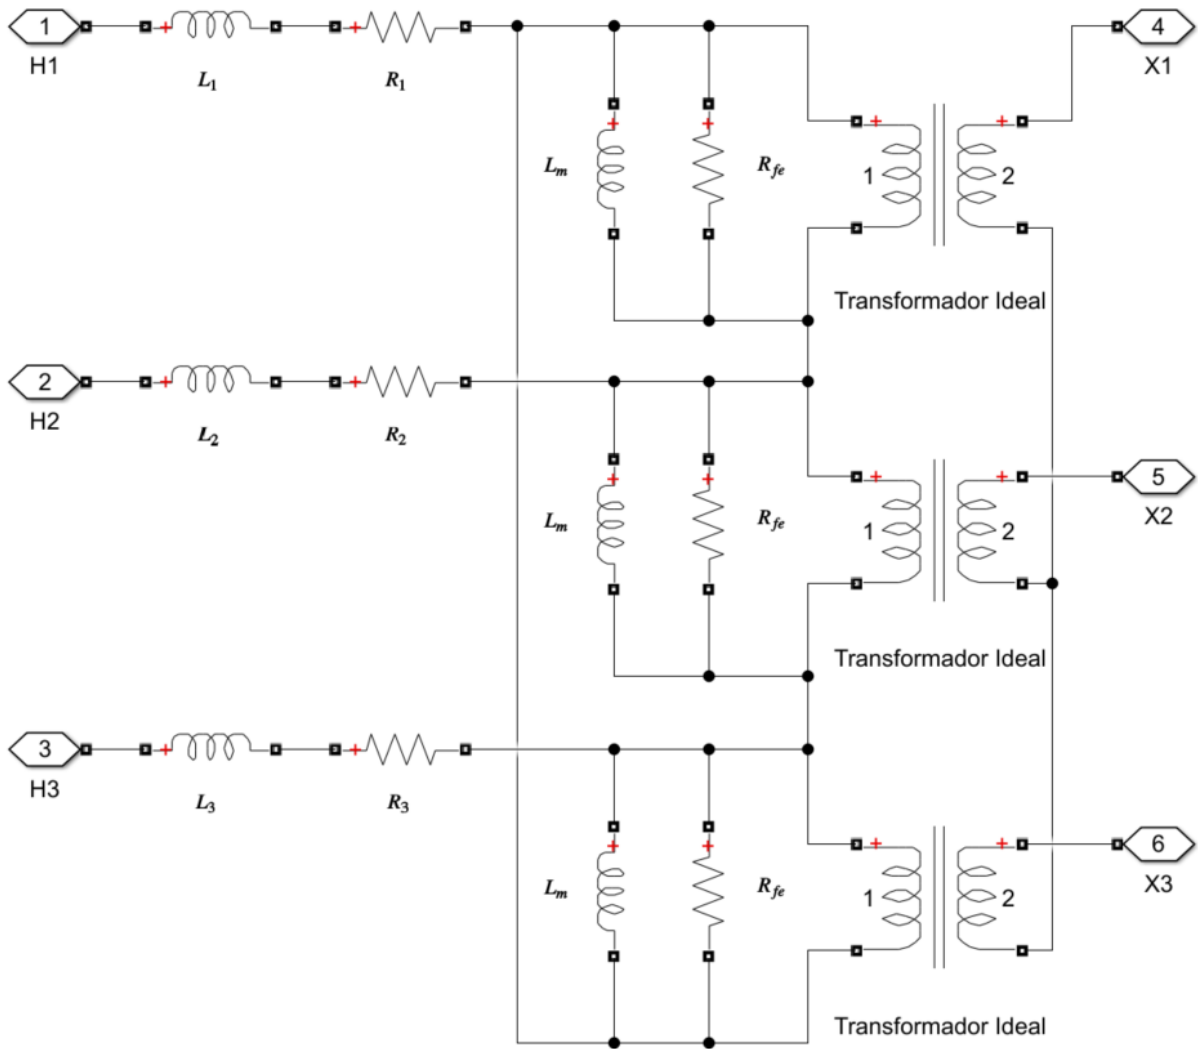 1
H1
L1
R1
4
X1
Lm
Rfe
1
2
Transformador Ideal
2
H2
L2
R2
Lm
Rfe
1
2
5
X2
Transformador Ideal
3
H3
L3
R3
Lm
Rfe
1
2
6
X3
Transformador Ideal